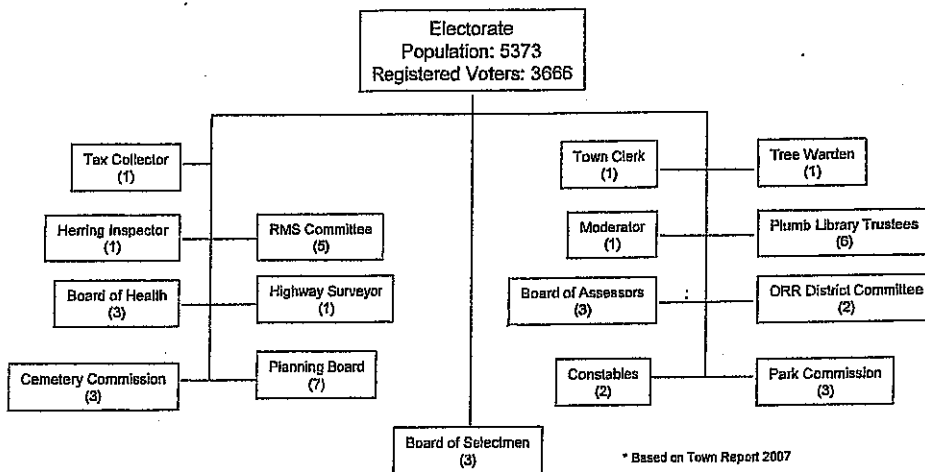 Electorate
Population: 5373
Registered Voters: 3666
Tax Collector
(1)
Town Clerk
(1)
Tree Warden
(1)
Herring Inspector
(1)
RMS Committee
(5)
Moderator
(1)
Plumb Library Trustees
(6)
Board of Health
(3)
Highway Surveyor
(1)
Board of Assessors
(3)
ORR District Committee
(2)
Cemetery Commission
(3)
Planning Board
(7)
Constables
(2)
Park Commission
(3)
Board of Selectmen
(3)
* Based on Town Report 2007